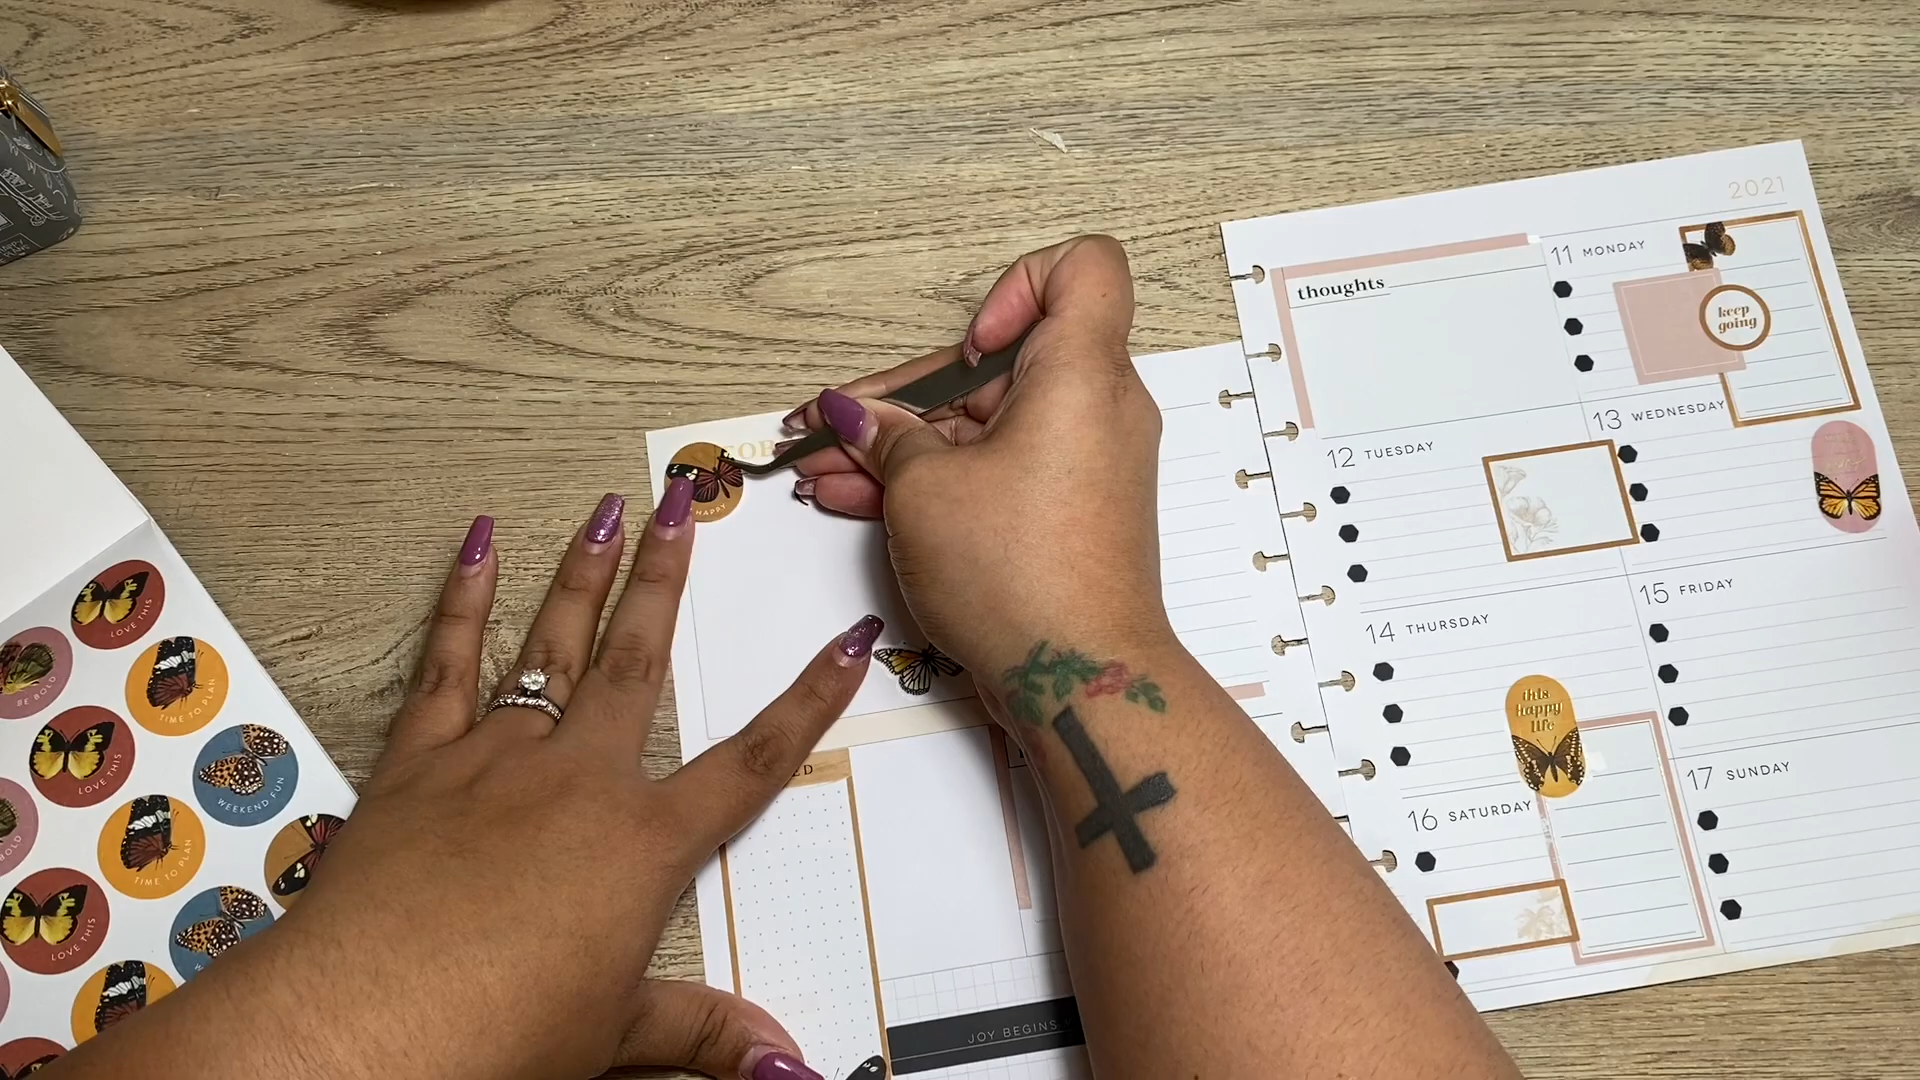 LOVE THIS
BE BOLD
TIME TO PLAN
LOVE THIS
WEEKEND FUN
BOLD
TIME TO PLAN
LOVE THIS
HAPPY
JOY BEGINS
2021
thoughts
11 MONDAY
keep
going
12 TUESDAY
13 WEDNESDAY
14 THURSDAY
this
happy
life
15 FRIDAY
16 SATURDAY
17 SUNDAY